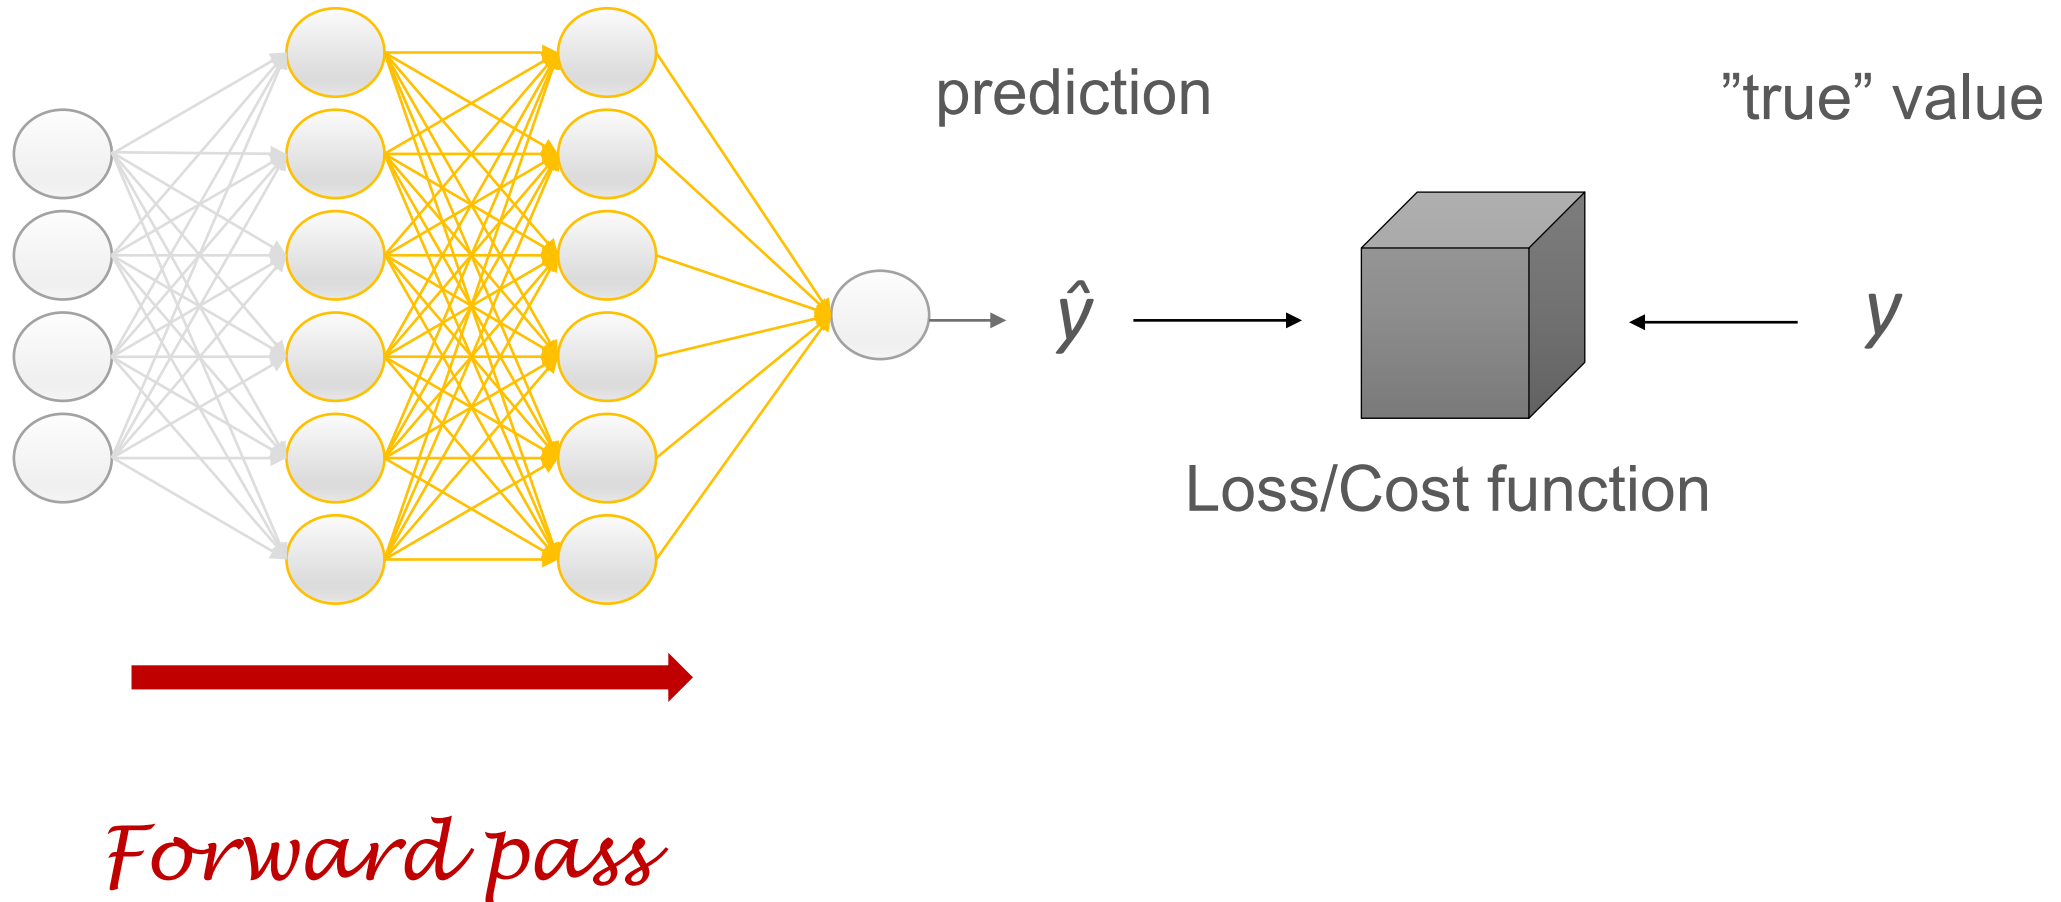 prediction
”true” value
ŷ
y
Loss/Cost function
Forward pass